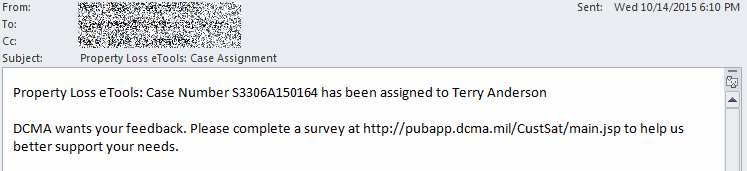 From: Sent: Wed 10/14/2015 6:10 PM
To:
Cc:
Subject: Property Loss eTools: Case Assignment
Property Loss eTools: Case Number S3306A150164 has been assigned to Terry Anderson
DCMA wants your feedback. Please complete a survey at http://pubapp.dcma.mil/CustSat/main.jsp to help us
better support your needs.